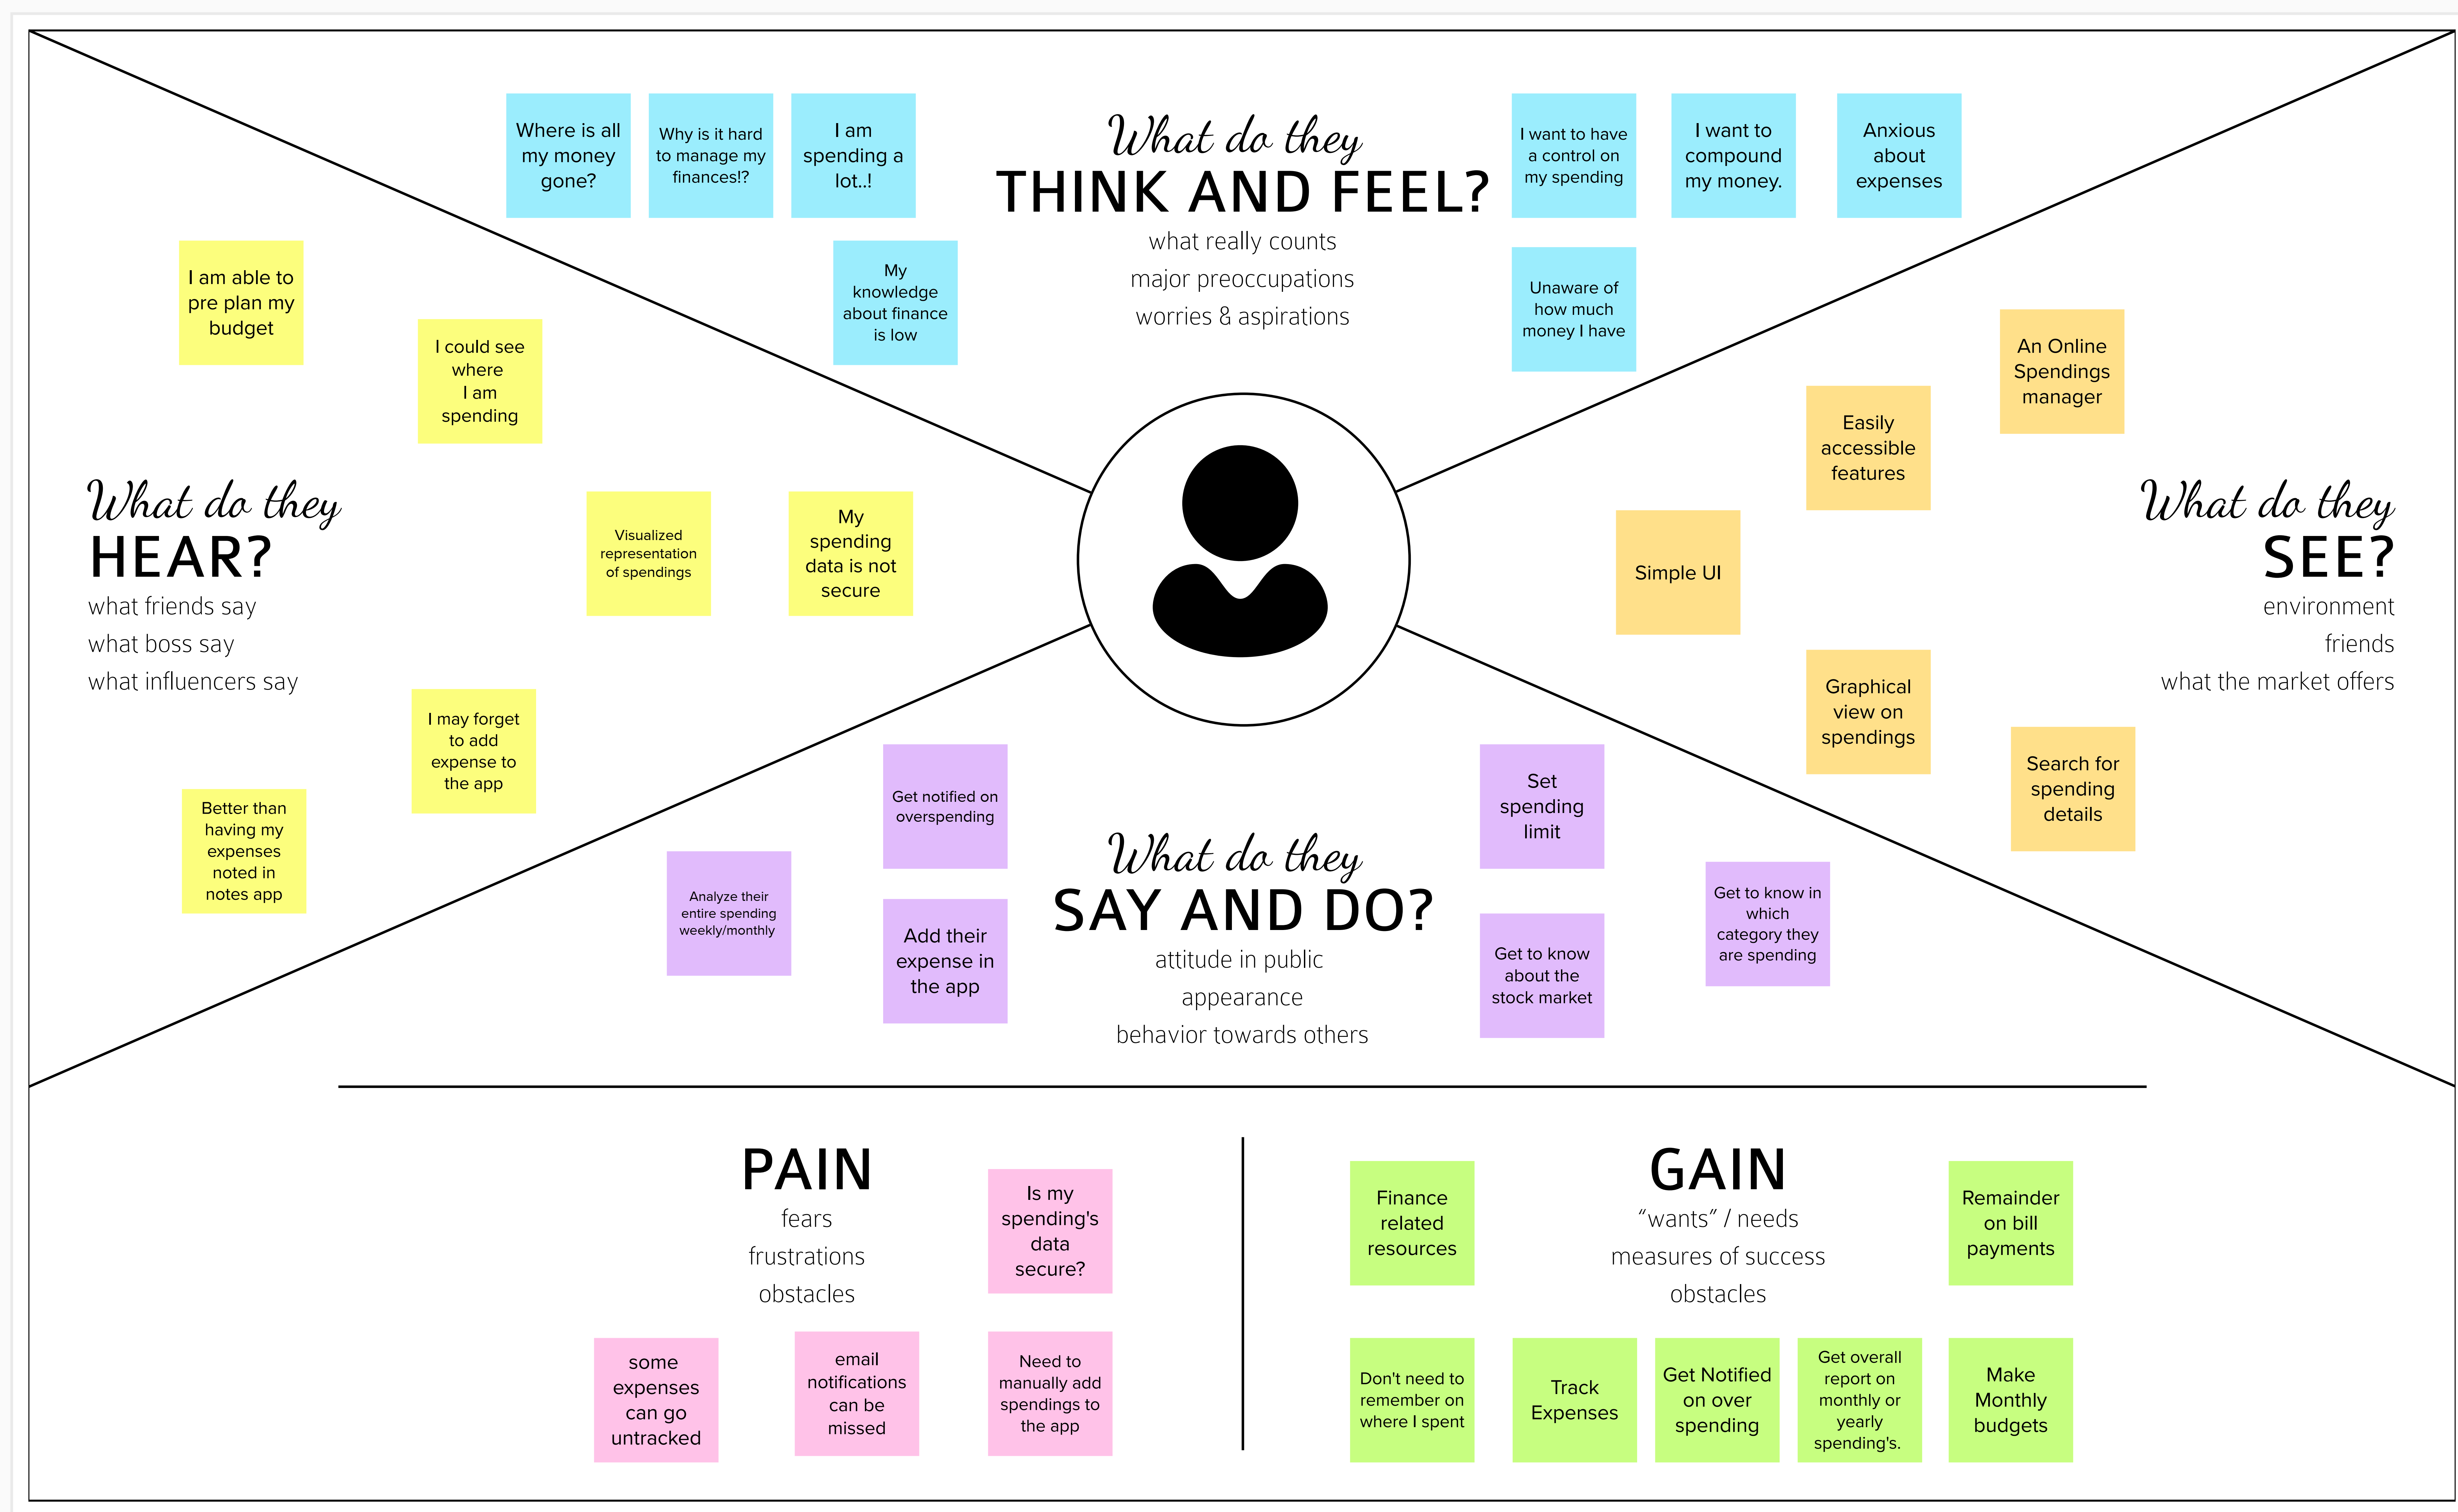 What do they
THINK AND FEEL?
what really counts
major preoccupations
worries & aspirations
Where is all
my money
gone?
Why is it hard
to manage my
finances!?
I am
spending a
lot..!
My
knowledge
about finance
is low
I want to have
a control on
my spending
I want to
compound
my money.
Anxious
about
expenses
Unaware of
how much
money I have
What do they
HEAR?
what friends say
what boss say
what influencers say
I am able to
pre plan my
budget
I could see
where
I am
spending
Visualized
representation
of spendings
My
spending
data is not
secure
I may forget
to add
expense to
the app
Better than
having my
expenses
noted in
notes app
What do they
SEE?
environment
friends
what the market offers
An Online
Spendings
manager
Easily
accessible
features
Simple UI
Graphical
view on
spendings
Search for
spending
details
What do they
SAY AND DO?
attitude in public
appearance
behavior towards others
Get notified on
overspending
Analyze their
entire spending
weekly/monthly
Add their
expense in
the app
Set
spending
limit
Get to know
about the
stock market
Get to know in
which
category they
are spending
PAIN
fears
frustrations
obstacles
Is my
spending's
data
secure?
some
expenses
can go
untracked
email
notifications
can be
missed
Need to
manually add
spendings to
the app
GAIN
“wants” / needs
measures of success
obstacles
Finance
related
resources
Remainder
on bill
payments
Don't need to
remember on
where I spent
Track
Expenses
Get Notified
on over
spending
Get overall
report on
monthly or
yearly
spending's.
Make
Monthly
budgets